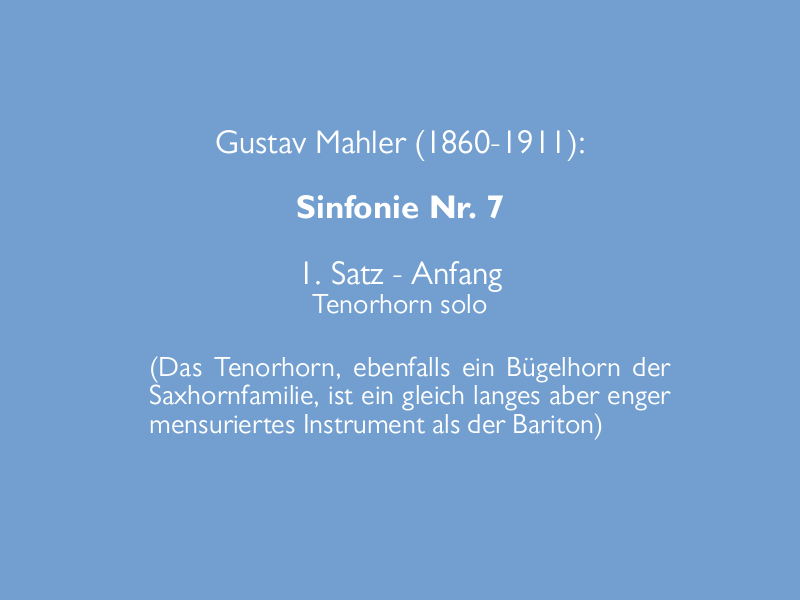 Gustav Mahler (1860-1911):
Sinfonie Nr. 7
1. Satz - Anfang
Tenorhorn solo
(Das Tenorhorn, ebenfalls ein Bügelhorn der
Saxhornfamilie, ist ein gleich langes aber enger
mensuriertes Instrument als der Bariton)